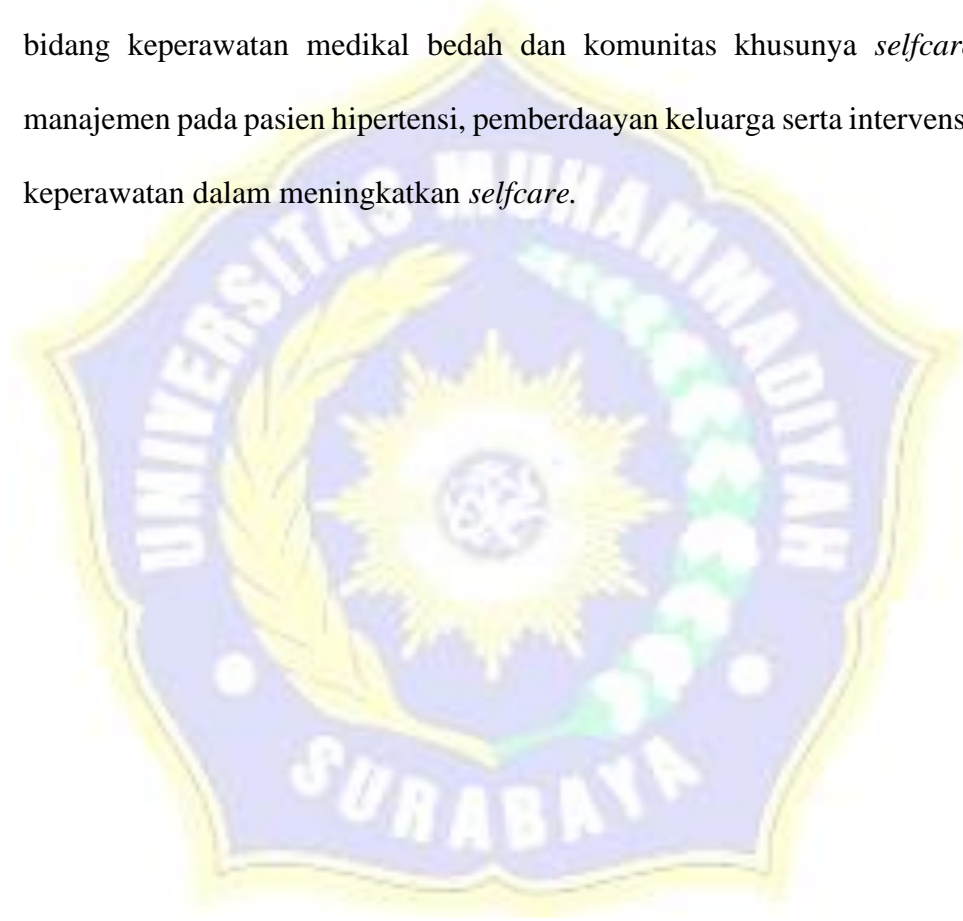 bidang keperawatan medikal bedah dan komunitas khusunya selfcare
manajemen pada pasien hipertensi, pemberdaayan keluarga serta intervens
keperawatan dalam meningkatkan selfcare.
UNIVERSITAS MUHAMMADIYAH
SURABAYA